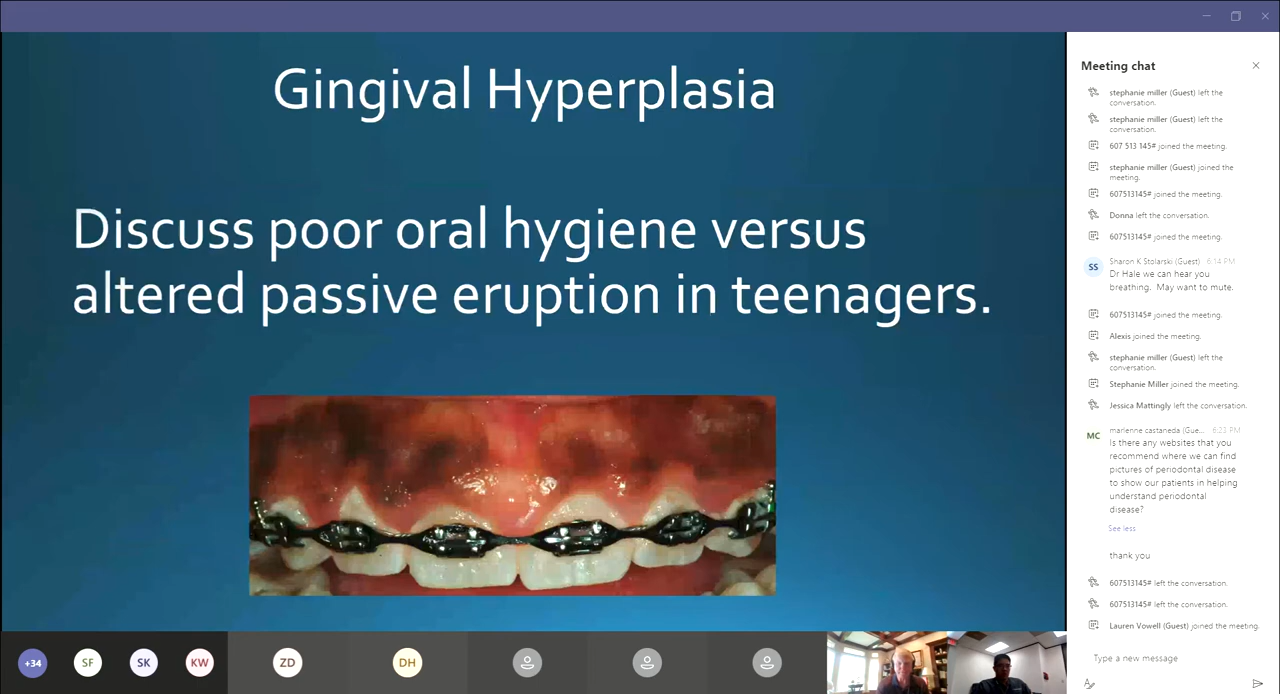 Gingival Hyperplasia
Discuss poor oral hygiene versus
altered passive eruption in teenagers.
+34
SF
SK
KW
ZD
DH
Meeting chat
stephanie miller (Guest) left the
conversation.
stephanie miller (Guest) left the
conversation.
607 513 145# joined the meeting.
stephanie miller (Guest) joined the
meeting.
607513145# joined the meeting.
Donna left the conversation.
607513145# joined the meeting.
SS
Sharon K Stolarski (Guest) 6:14 PM
Dr Hale we can hear you
breathing. May want to mute.
607513145# joined the meeting.
Alexis joined the meeting.
stephanie miller (Guest) left the
conversation.
Stephanie Miller joined the meeting.
Jessica Mattingly left the conversation.
MC
marlenne castaneda (Gue... 6:23 PM
Is there any websites that you
recommend where we can find
pictures of periodontal disease
to show our patients in helping
understand periodontal
disease?
See less
thank you
607513145# left the conversation.
607513145# left the conversation.
Lauren Vowell (Guest) joined the meeting.
Type a new message